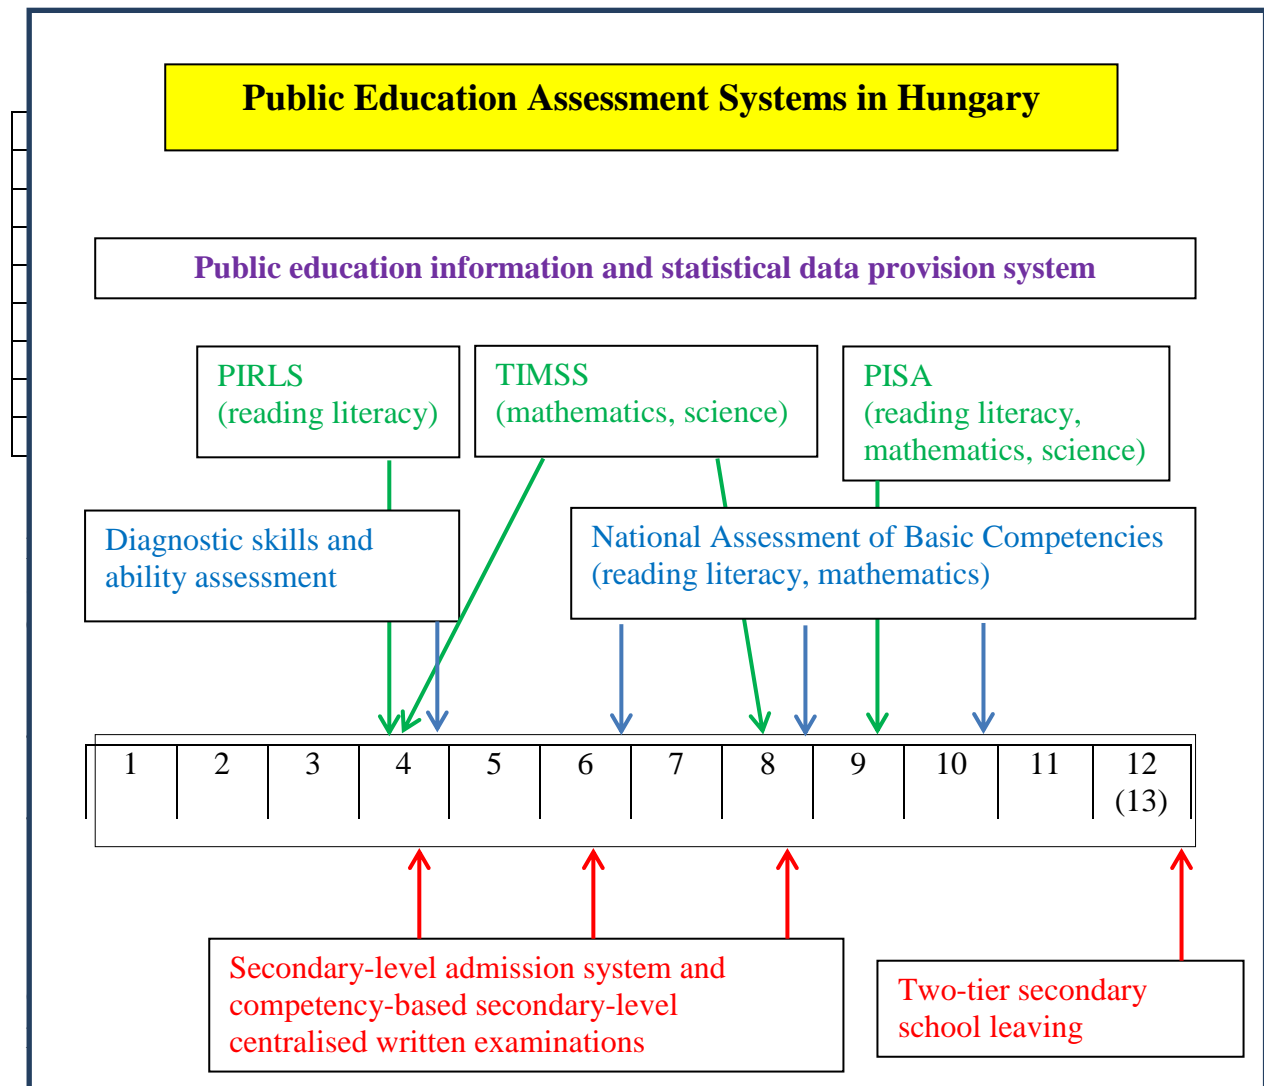 Public Education Assessment Systems in Hungary
Public education information and statistical data provision system
PIRLS
(reading literacy)
TIMSS
(mathematics, science)
PISA
(reading literacy,
mathematics, science)
Diagnostic skills and
ability assessment
National Assessment of Basic Competencies
(reading literacy, mathematics)
1 2 3 4 5 6 7 8 9 10 11 12
(13)
Secondary-level admission system and
competency-based secondary-level
centralised written examinations
Two-tier secondary
school leaving